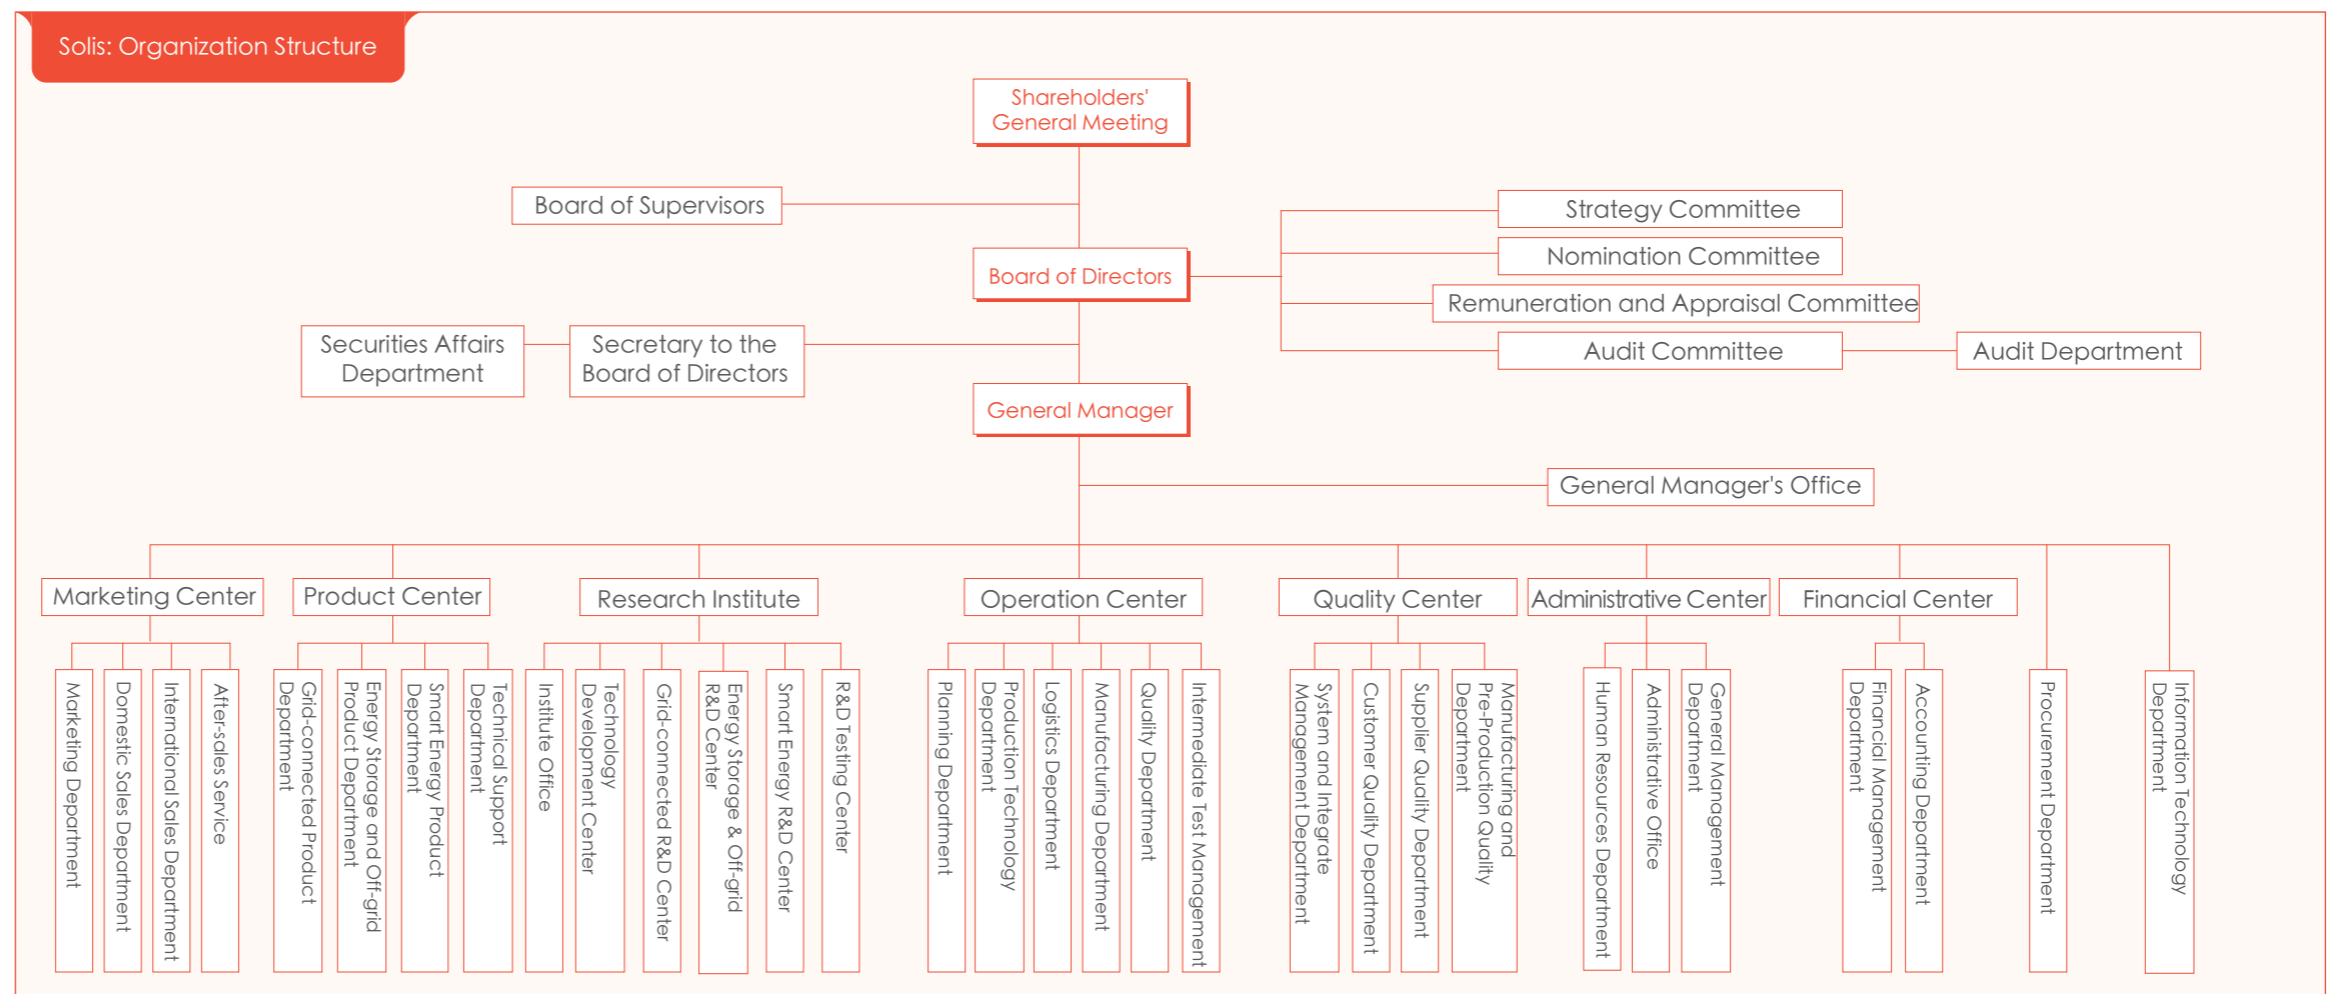 Solis: Organization Structure
Shareholders'
General Meeting
Board of Supervisors
Strategy Committee
Nomination Committee
Board of Directors
Remuneration and Appraisal Committee
Securities Affairs
Department
Secretary to the
Board of Directors
Audit Committee
Audit Department
General Manager
General Manager's Office
Marketing Center
Product Center
Research Institute
Operation Center
Quality Center
Administrative Center
Financial Center
Marketing Department
Domestic Sales Department
International Sales Department
After-sales Service
Grid-connected Product
Department
Energy Storage and Off-grid
Product Department
Smart Energy Product
Department
Technical Support
Department
Institute Office
Technology
Development Center
Grid-connected R&D Center
Energy Storage & Off-grid
R&D Center
Smart Energy R&D Center
R&D Testing Center
Planning Department
Production Technology
Department
Logistics Department
Manufacturing Department
Quality Department
Intermediate Test Management
System and Integrate
Management Department
Customer Quality Department
Supplier Quality Department
Manufacturing and
Pre-Production Quality
Department
Human Resources Department
Administrative Office
General Management
Department
Financial Management
Department
Accounting Department
Procurement Department
Information Technology
Department